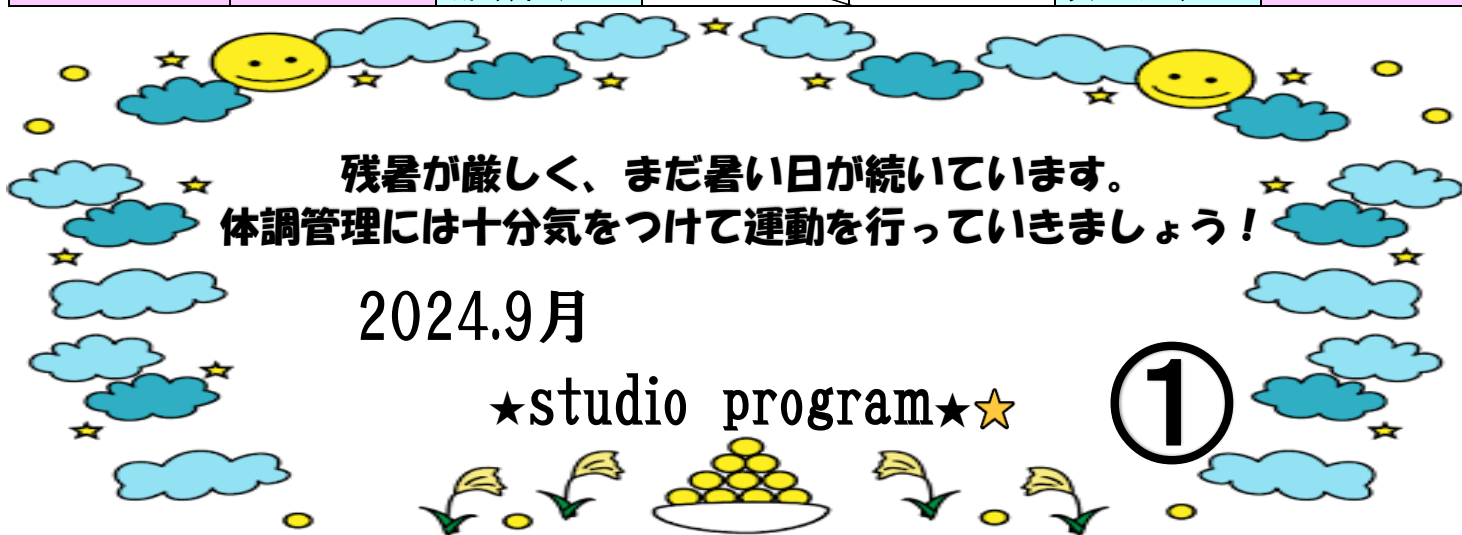 残暑が厳しく、まだ暑い日が続いています。
体調管理には十分気をつけて運動を行っていきましょう！
2024.9月
★studio program★⭐
①